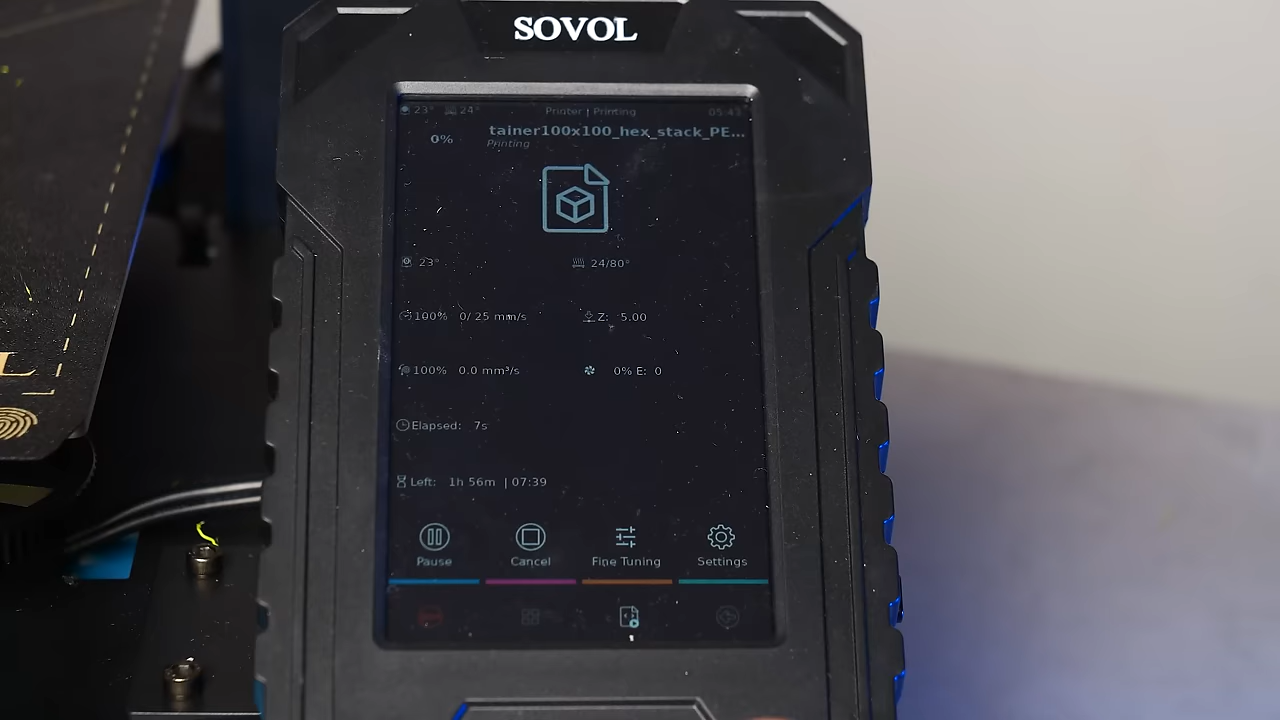 SOVOL
23° 24° Printer | Printing 05:43
0% tainer100x100_hex_stack_PE...
Printing
23° 24/80°
100% 0/ 25 mm/s Z: 5.00
100% 0.0 mm³/s 0% E: 0
Elapsed: 7s
Left: 1h 56m | 07:39
Pause Cancel Fine Tuning Settings
L